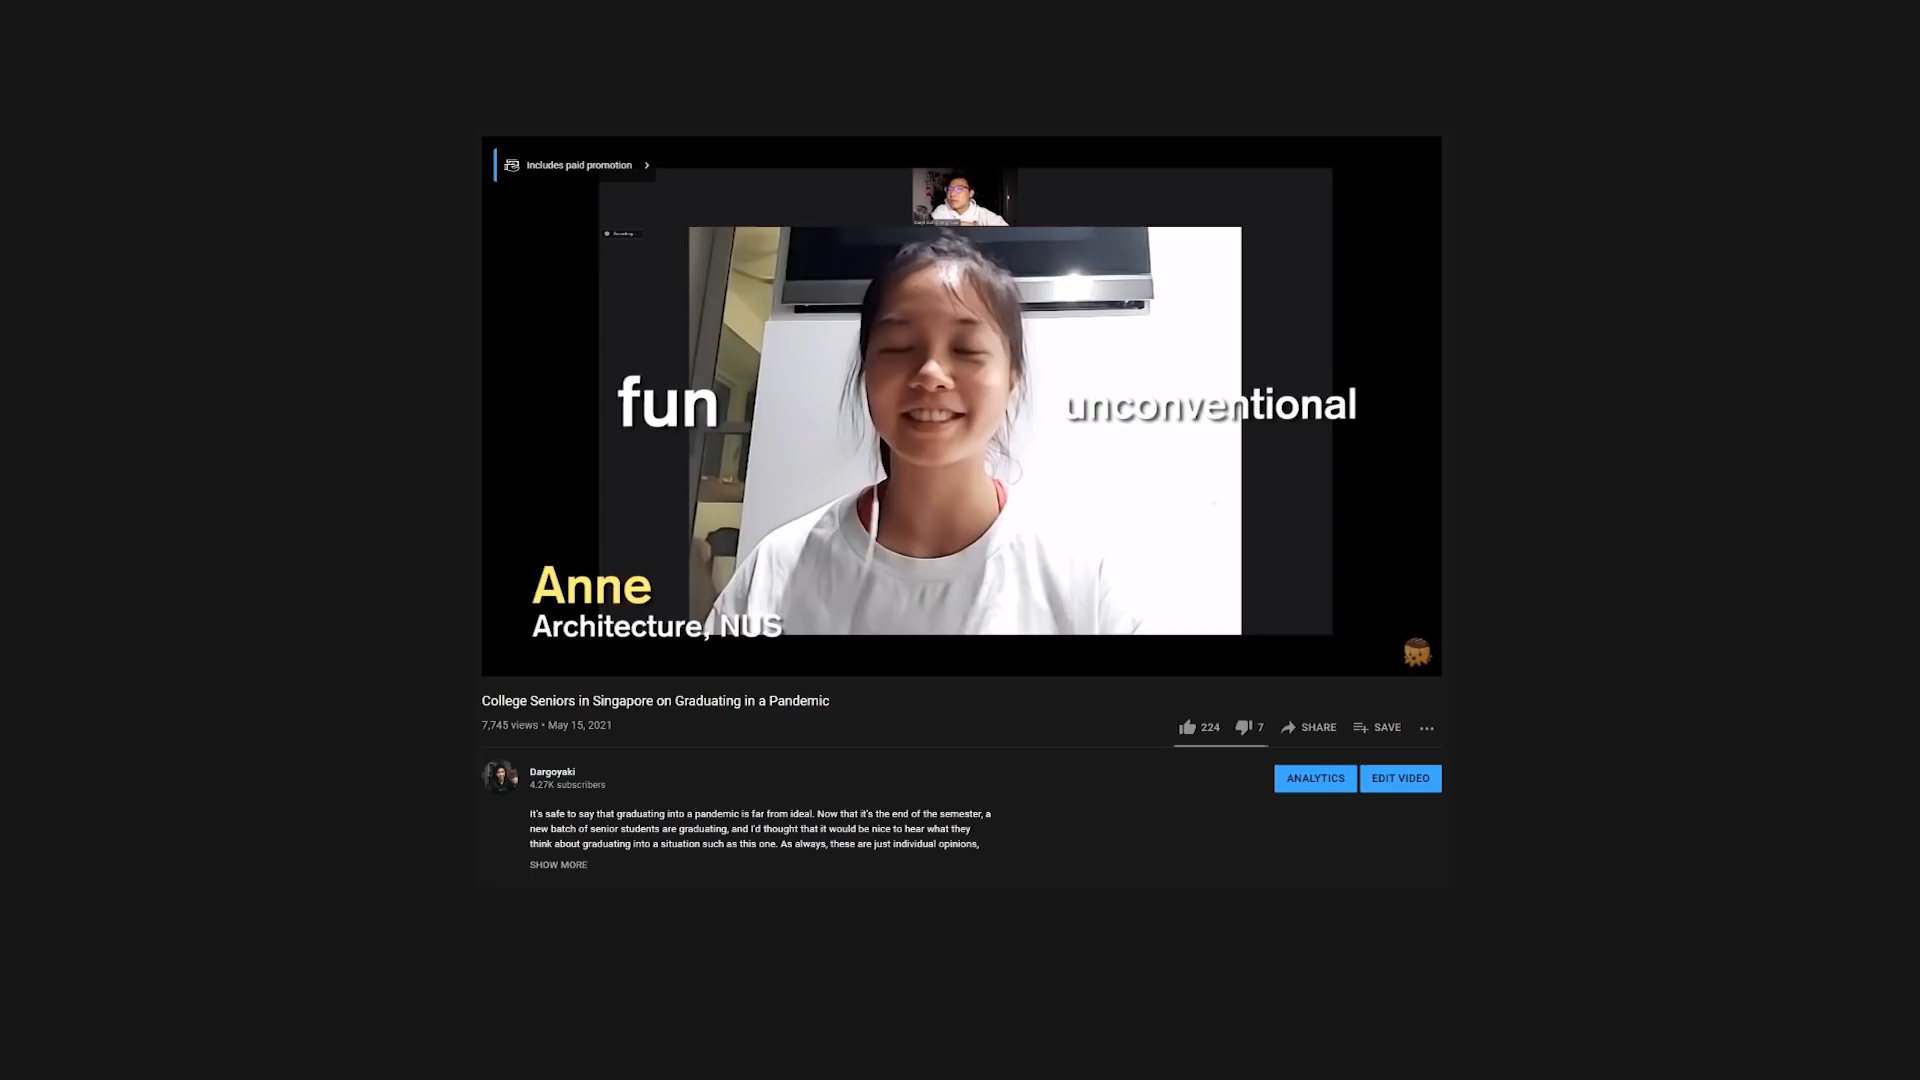 Includes paid promotion
Recording...
fun
unconventional
Anne
Architecture, NUS
College Seniors in Singapore on Graduating in a Pandemic
7,745 views • May 15, 2021
224
7
SHARE
SAVE
Dargoyaki
4.27K subscribers
ANALYTICS
EDIT VIDEO
It's safe to say that graduating into a pandemic is far from ideal. Now that it's the end of the semester, a
new batch of senior students are graduating, and I'd thought that it would be nice to hear what they
think about graduating into a situation such as this one. As always, these are just individual opinions,
SHOW MORE